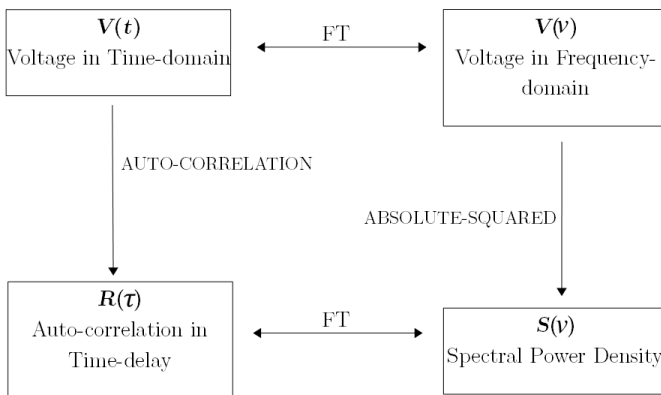 V(t)
Voltage in Time-domain
FT
V(ν)
Voltage in Frequency-
domain
AUTO-CORRELATION
ABSOLUTE-SQUARED
R(τ)
Auto-correlation in
Time-delay
FT
S(ν)
Spectral Power Density